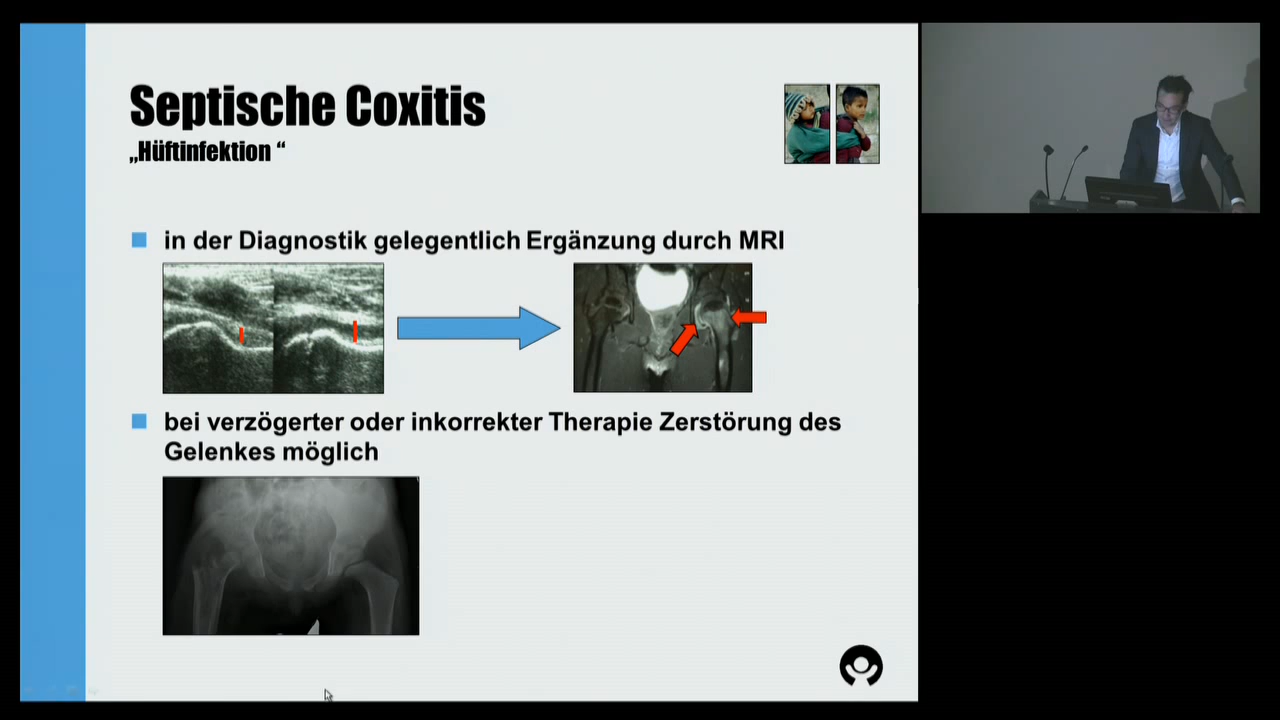 Septische Coxitis
„Hüftinfektion “
in der Diagnostik gelegentlich Ergänzung durch MRI
bei verzögerter oder inkorrekter Therapie Zerstörung des
Gelenkes möglich